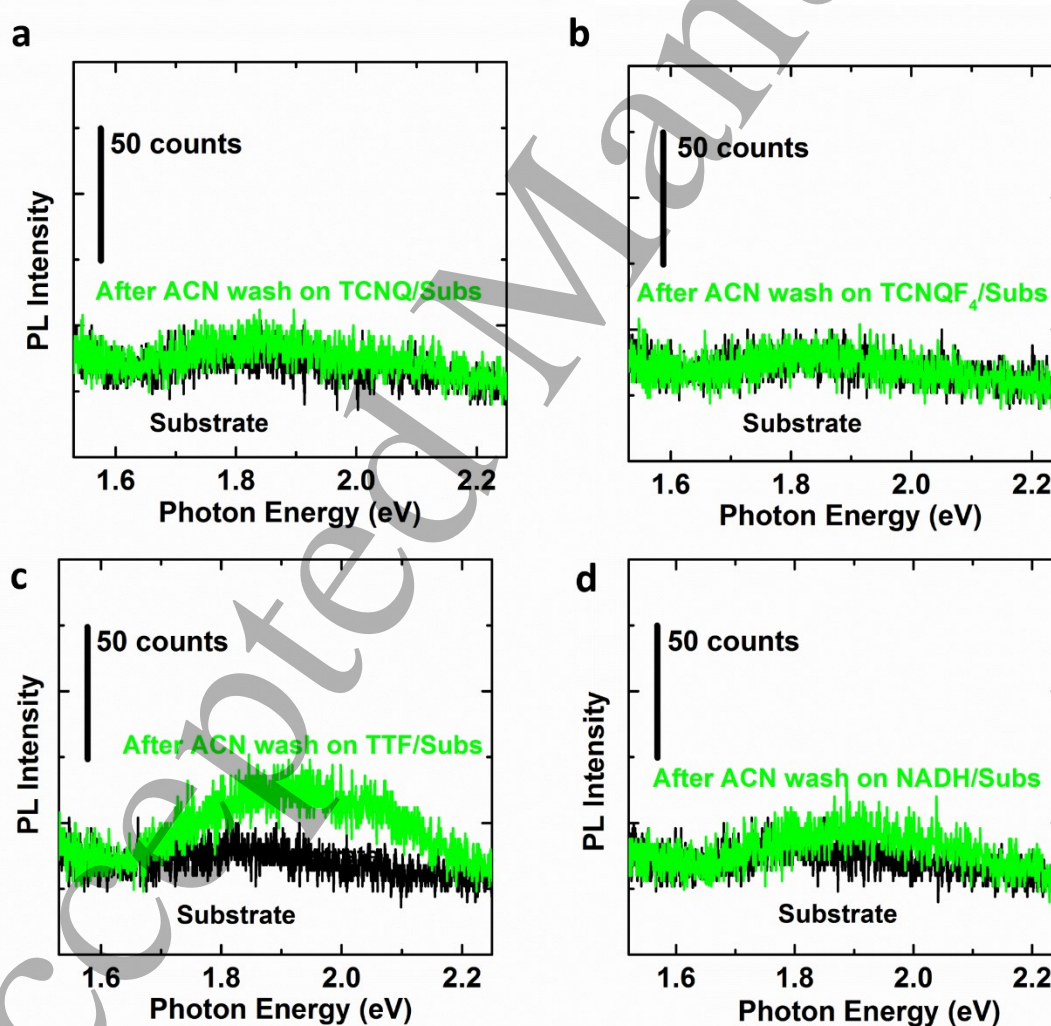 a
50 counts
After ACN wash on TCNQ/Subs
Substrate
PL Intensity
1.6 1.8 2.0 2.2
Photon Energy (eV)
b
50 counts
After ACN wash on TCNQF4/Subs
Substrate
1.6 1.8 2.0 2.2
Photon Energy (eV)
c
50 counts
After ACN wash on TTF/Subs
Substrate
PL Intensity
1.6 1.8 2.0 2.2
Photon Energy (eV)
d
50 counts
After ACN wash on NADH/Subs
Substrate
PL Intensity
1.6 1.8 2.0 2.2
Photon Energy (eV)
ccepted Manu